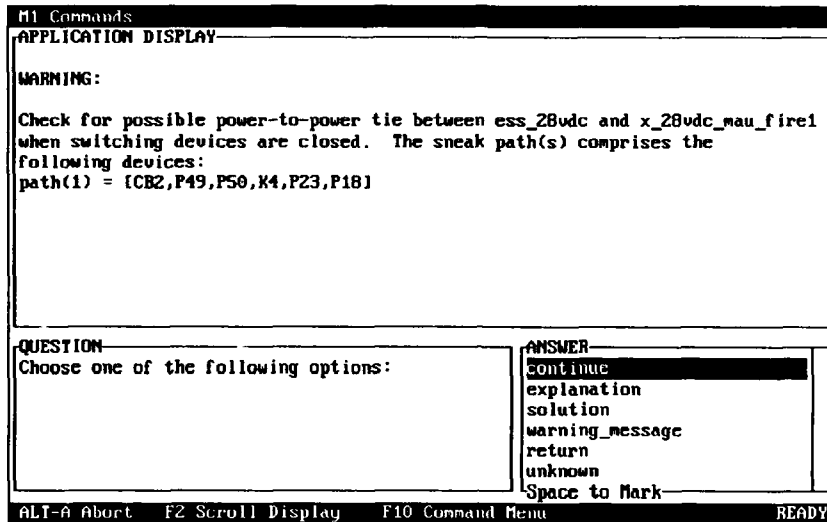 M1 Commands
APPLICATION DISPLAY
WARNING:
Check for possible power-to-power tie between ess_28vdc and x_28vdc_mau_fire1
when switching devices are closed. The sneak path(s) comprises the
following devices:
path(1) = [CB2,P49,P50,K4,P23,P18]
QUESTION
Choose one of the following options:
ANSWER
continue
explanation
solution
warning_message
return
unknown
Space to Mark
ALT-A Abort F2 Scroll Display F10 Command Menu READY